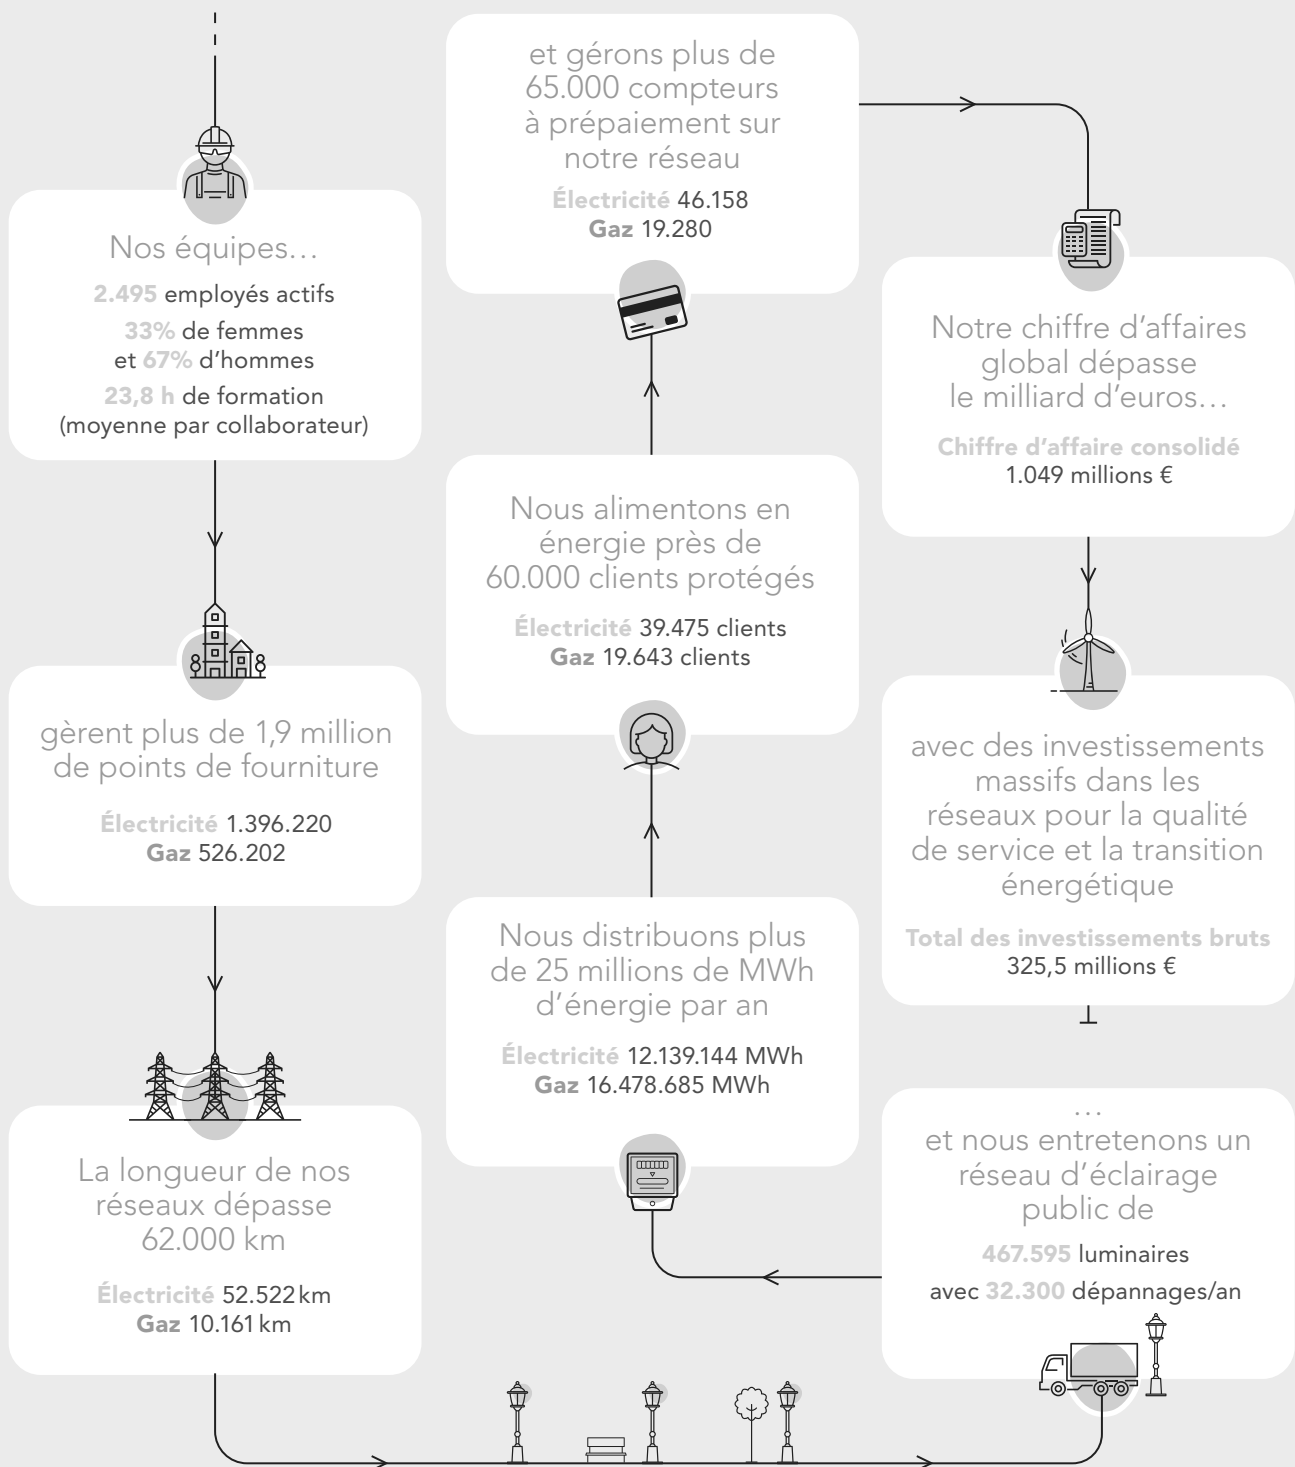 Nos équipes…
2.495 employés actifs
33% de femmes
et 67% d'hommes
23,8 h de formation
(moyenne par collaborateur)
gèrent plus de 1,9 million
de points de fourniture
Électricité 1.396.220
Gaz 526.202
La longueur de nos
réseaux dépasse
62.000 km
Électricité 52.522 km
Gaz 10.161 km
…
et nous entretenons un
réseau d'éclairage
public de
467.595 luminaires
avec 32.300 dépannages/an
Nous distribuons plus
de 25 millions de MWh
d'énergie par an
Électricité 12.139.144 MWh
Gaz 16.478.685 MWh
Nous alimentons en
énergie près de
60.000 clients protégés
Électricité 39.475 clients
Gaz 19.643 clients
et gérons plus de
65.000 compteurs
à prépaiement sur
notre réseau
Électricité 46.158
Gaz 19.280
Notre chiffre d'affaires
global dépasse
le milliard d'euros…
Chiffre d'affaire consolidé
1.049 millions €
avec des investissements
massifs dans les
réseaux pour la qualité
de service et la transition
énergétique
Total des investissements bruts
325,5 millions €